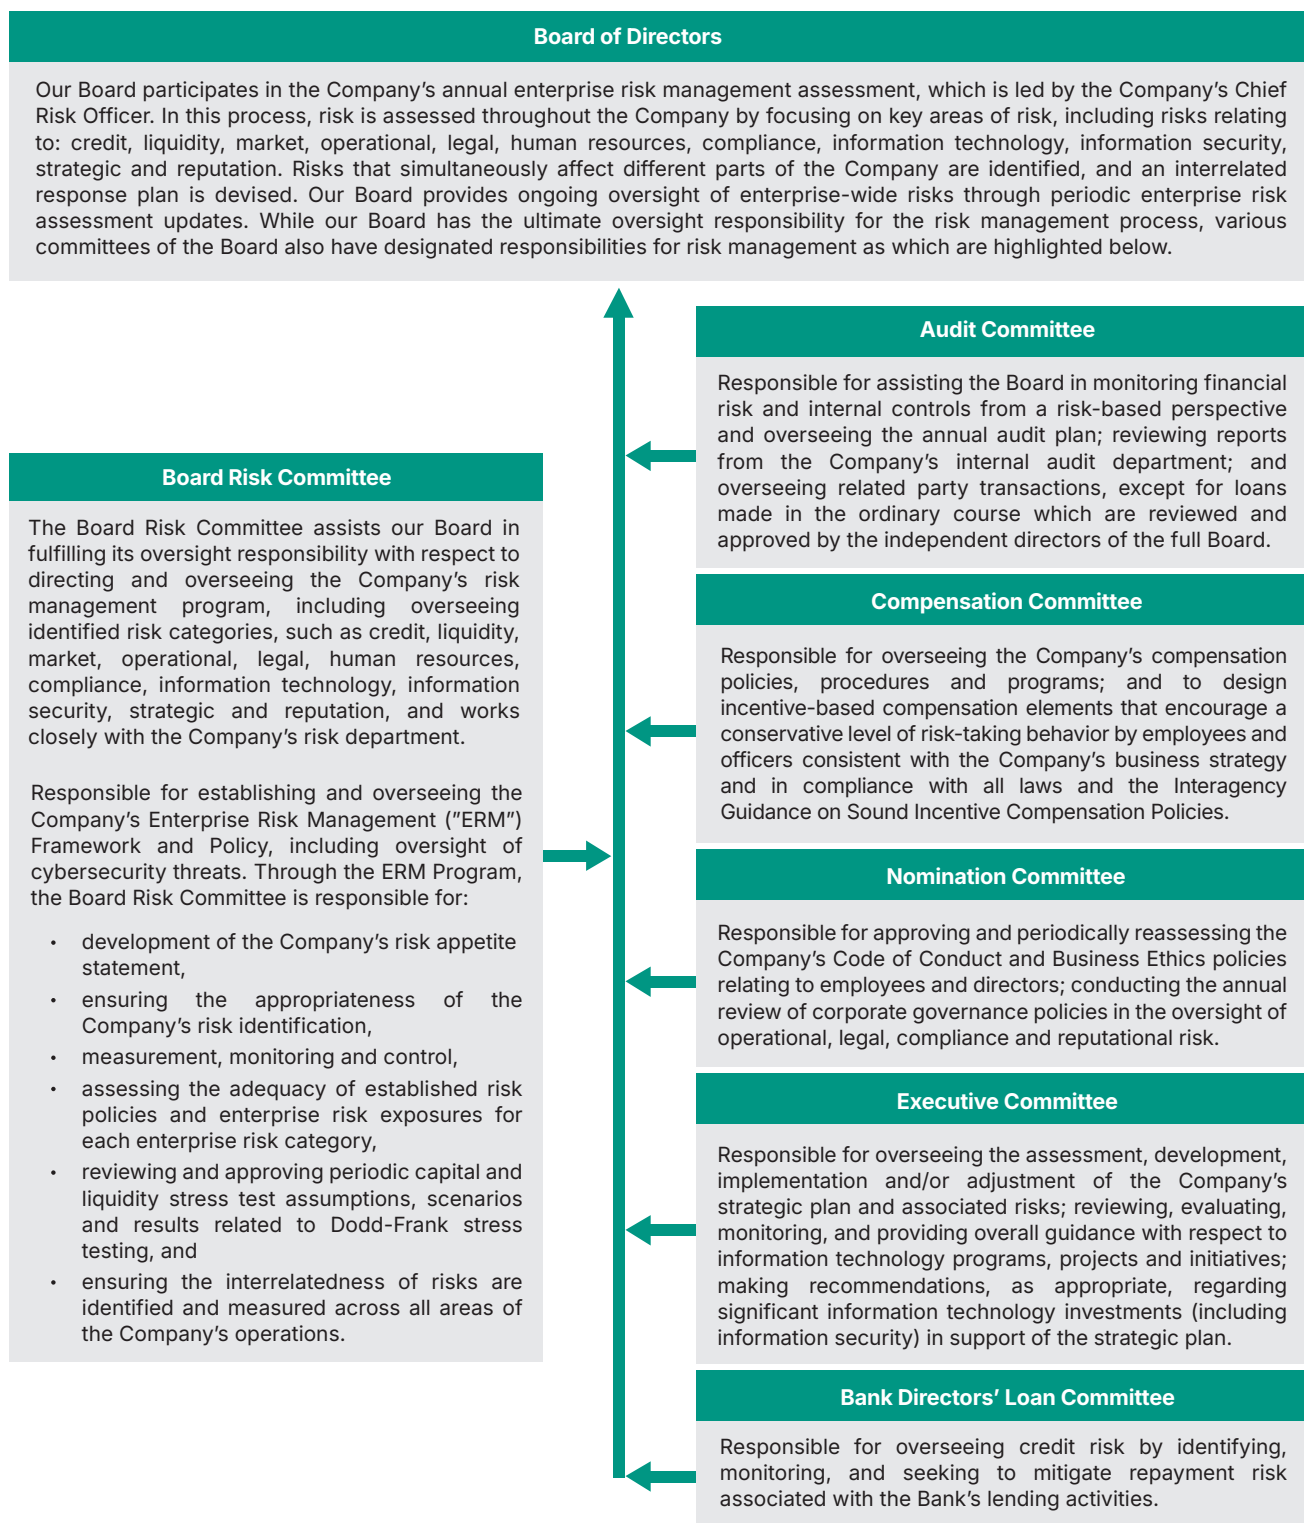 Board of Directors
Our Board participates in the Company’s annual enterprise risk management assessment, which is led by the Company’s Chief
Risk Officer. In this process, risk is assessed throughout the Company by focusing on key areas of risk, including risks relating
to: credit, liquidity, market, operational, legal, human resources, compliance, information technology, information security,
strategic and reputation. Risks that simultaneously affect different parts of the Company are identified, and an interrelated
response plan is devised. Our Board provides ongoing oversight of enterprise-wide risks through periodic enterprise risk
assessment updates. While our Board has the ultimate oversight responsibility for the risk management process, various
committees of the Board also have designated responsibilities for risk management as which are highlighted below.
Board Risk Committee
The Board Risk Committee assists our Board in
fulfilling its oversight responsibility with respect to
directing and overseeing the Company’s risk
management program, including overseeing
identified risk categories, such as credit, liquidity,
market, operational, legal, human resources,
compliance, information technology, information
security, strategic and reputation, and works
closely with the Company’s risk department.
Responsible for establishing and overseeing the
Company’s Enterprise Risk Management (”ERM”)
Framework and Policy, including oversight of
cybersecurity threats. Through the ERM Program,
the Board Risk Committee is responsible for:
• development of the Company’s risk appetite
statement,
• ensuring the appropriateness of the
Company’s risk identification,
• measurement, monitoring and control,
• assessing the adequacy of established risk
policies and enterprise risk exposures for
each enterprise risk category,
• reviewing and approving periodic capital and
liquidity stress test assumptions, scenarios
and results related to Dodd-Frank stress
testing, and
• ensuring the interrelatedness of risks are
identified and measured across all areas of
the Company’s operations.
Audit Committee
Responsible for assisting the Board in monitoring financial
risk and internal controls from a risk-based perspective
and overseeing the annual audit plan; reviewing reports
from the Company’s internal audit department; and
overseeing related party transactions, except for loans
made in the ordinary course which are reviewed and
approved by the independent directors of the full Board.
Compensation Committee
Responsible for overseeing the Company’s compensation
policies, procedures and programs; and to design
incentive-based compensation elements that encourage a
conservative level of risk-taking behavior by employees and
officers consistent with the Company’s business strategy
and in compliance with all laws and the Interagency
Guidance on Sound Incentive Compensation Policies.
Nomination Committee
Responsible for approving and periodically reassessing the
Company’s Code of Conduct and Business Ethics policies
relating to employees and directors; conducting the annual
review of corporate governance policies in the oversight of
operational, legal, compliance and reputational risk.
Executive Committee
Responsible for overseeing the assessment, development,
implementation and/or adjustment of the Company’s
strategic plan and associated risks; reviewing, evaluating,
monitoring, and providing overall guidance with respect to
information technology programs, projects and initiatives;
making recommendations, as appropriate, regarding
significant information technology investments (including
information security) in support of the strategic plan.
Bank Directors’ Loan Committee
Responsible for overseeing credit risk by identifying,
monitoring, and seeking to mitigate repayment risk
associated with the Bank’s lending activities.